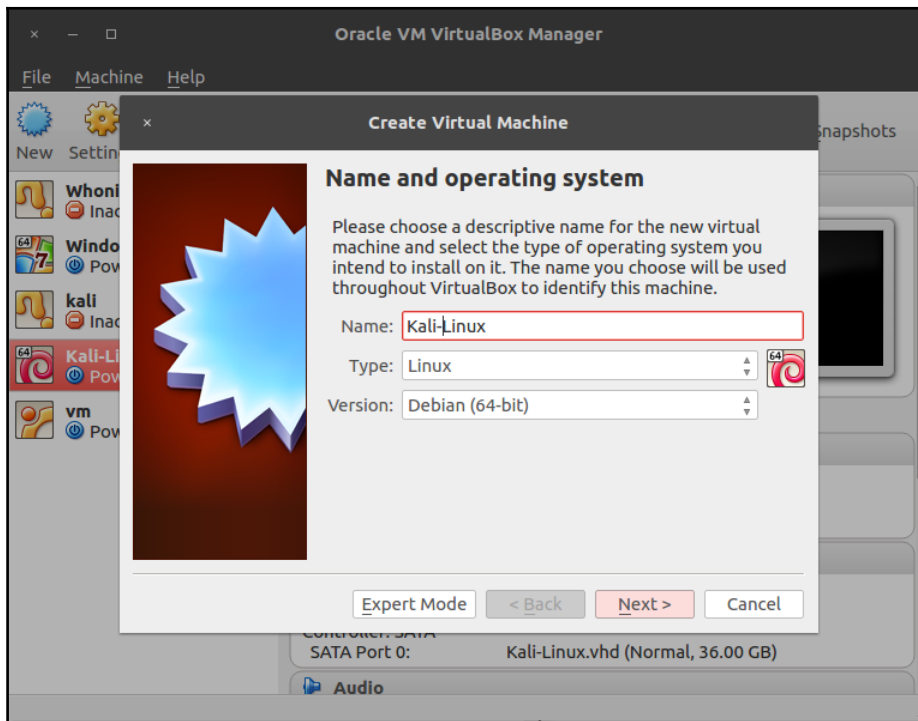 Oracle VM VirtualBox Manager
File Machine Help
Create Virtual Machine
New
Name and operating system
Please choose a descriptive name for the new virtual
machine and select the type of operating system you
intend to install on it. The name you choose will be used
throughout VirtualBox to identify this machine.
Name: Kali-Linux
Type: Linux
Version: Debian (64-bit)
64
64
7
kali
64
vm
Expert Mode < Back Next > Cancel
SATA Port 0: Kali-Linux.vhd (Normal, 36.00 GB)
Audio